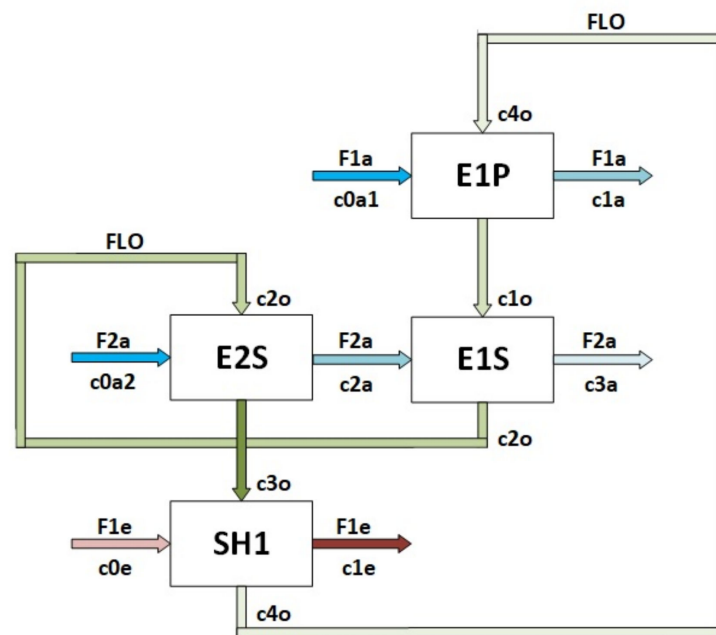 FLO
c4o
F1a
F1a
E1P
c0a1
c1a
FLO
c1o
c2o
F2a
F2a
F2a
E2S
E1S
c0a2
c2a
c3a
c2o
c3o
F1e
F1e
SH1
c0e
c1e
c4o